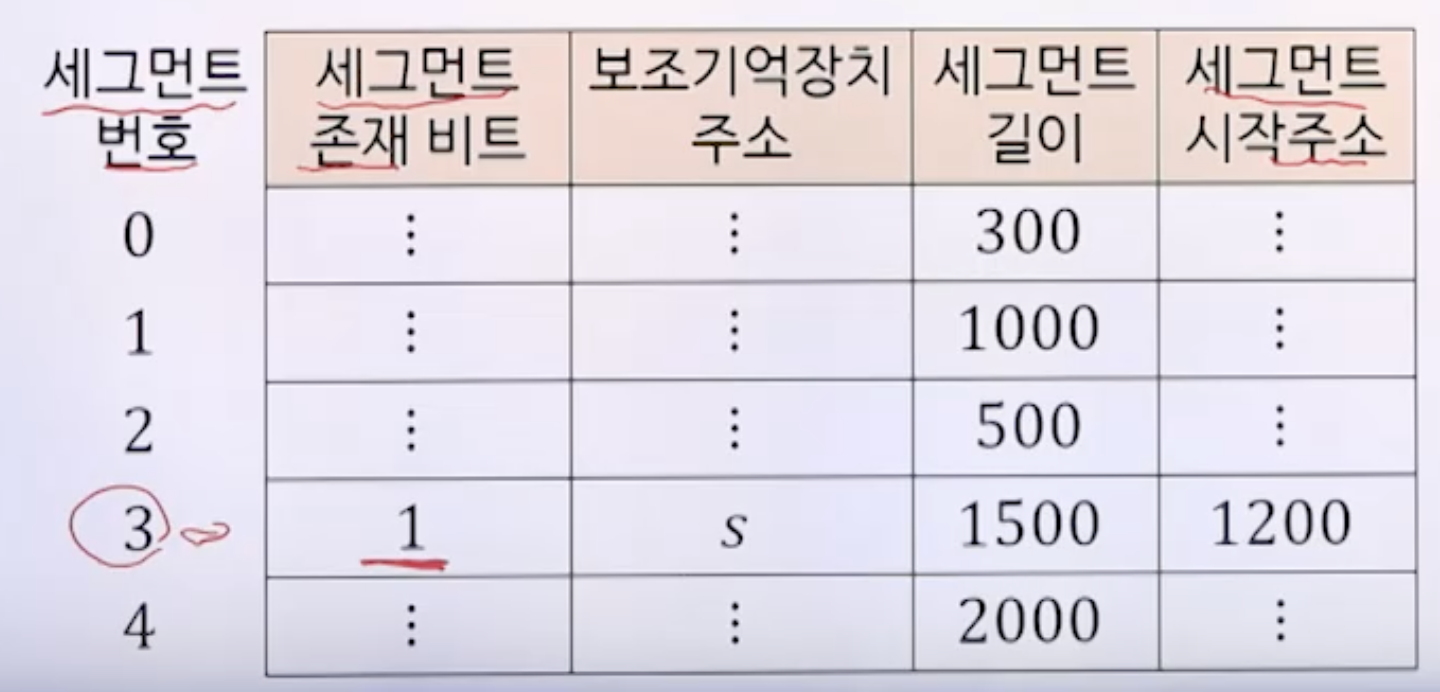 세그먼트 번호 세그먼트 존재 비트 보조기억장치 주소 세그먼트 길이 세그먼트 시작주소
0 ⋮ ⋮ 300 ⋮
1 ⋮ ⋮ 1000 ⋮
2 ⋮ ⋮ 500 ⋮
3 1 s 1500 1200
4 ⋮ ⋮ 2000 ⋮